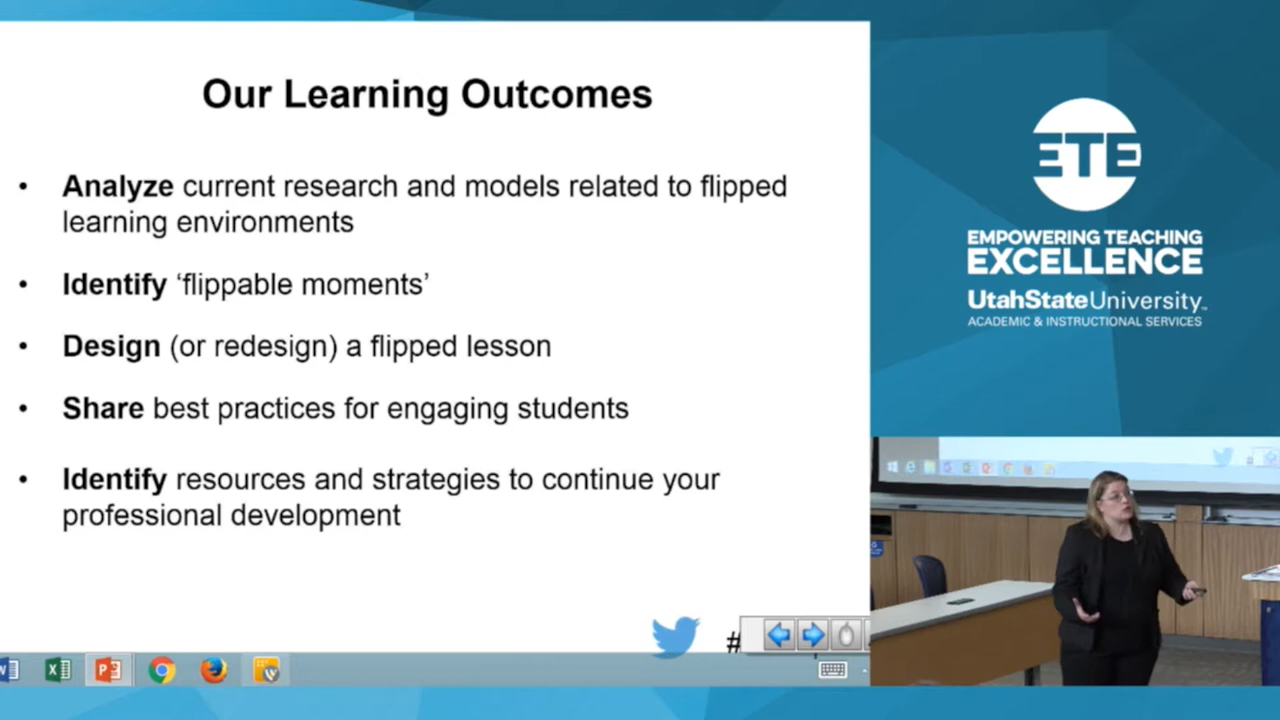 Our Learning Outcomes
• Analyze current research and models related to flipped
learning environments
• Identify ‘flippable moments’
• Design (or redesign) a flipped lesson
• Share best practices for engaging students
• Identify resources and strategies to continue your
professional development
#
ETE
EMPOWERING TEACHING
EXCELLENCE
UtahStateUniversity™
ACADEMIC & INSTRUCTIONAL SERVICES